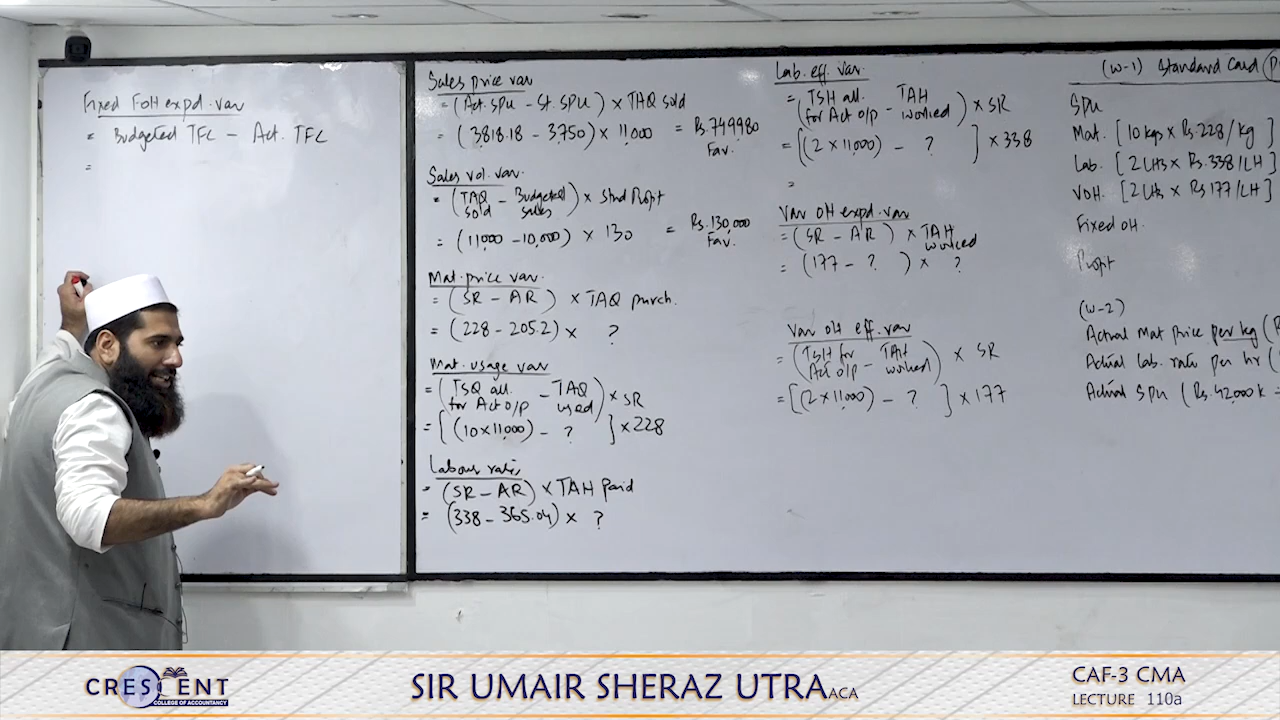 Fixed FOH expd. var
= Budgeted TFC - Act. TFC
=
Sales price var
= (Act. SPU - St. SPU) × TAQ sold
= (3818.18 - 3750) × 11,000 = Rs. 749980 Fav.
Sales vol. var.
= (TAQ sold - Budgeted sales) × Stnd Profit
= (11,000 - 10,000) × 130 = Rs. 130,000 Fav.
Mat. price var.
= (SR - AR) × TAQ purch.
= (228 - 205.2) × ?
Mat. usage var
= (TSQ all. for Act o/p - TAQ used) × SR
= [(10×11,000) - ? ] × 228
Labour rate
= (SR - AR) × TAH Paid
= (338 - 365.04) × ?
Lab. eff. var.
= (TSH all. for Act o/p - TAH worked) × SR
= [(2 × 11,000) - ? ] × 338
=
Var OH expd. var
= (SR - AR) × TAH worked
= (177 - ? ) × ?
Var OH eff. var
= (TSH for Act o/p - TAH worked) × SR
= [(2 × 11,000) - ? ] × 177
(W-1) Standard Card
SPU
Mat. [10 kgs × Rs. 228/kg]
Lab. [2 LHs × Rs. 338/LH]
VOH. [2 LHs × Rs 177/LH]
Fixed OH.
Profit
(W-2)
Actual Mat Price per kg (
Actual Lab. rate per hr (
Actual SPU (Rs. 42,000 k -
CRESCENT
COLLEGE OF ACCOUNTANCY
SIR UMAIR SHERAZ UTRA ACA
CAF-3 CMA
LECTURE 110a